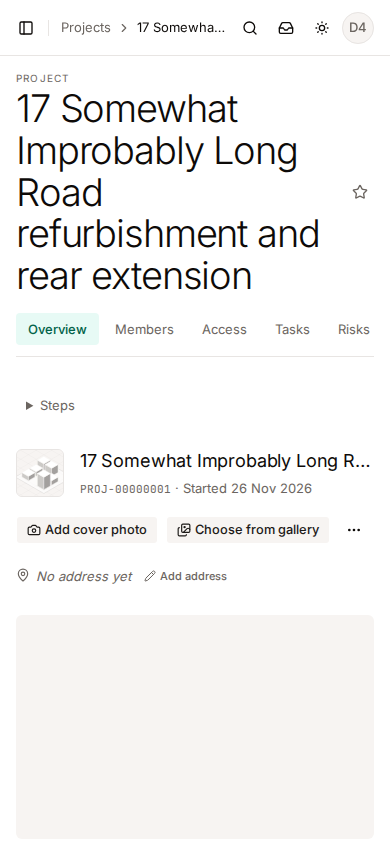 Projects > 17 Somewha... D4
PROJECT
17 Somewhat
Improbably Long
Road
refurbishment and
rear extension
Overview Members Access Tasks Risks
Steps
17 Somewhat Improbably Long R...
PROJ-00000001 · Started 26 Nov 2026
Add cover photo Choose from gallery
No address yet Add address